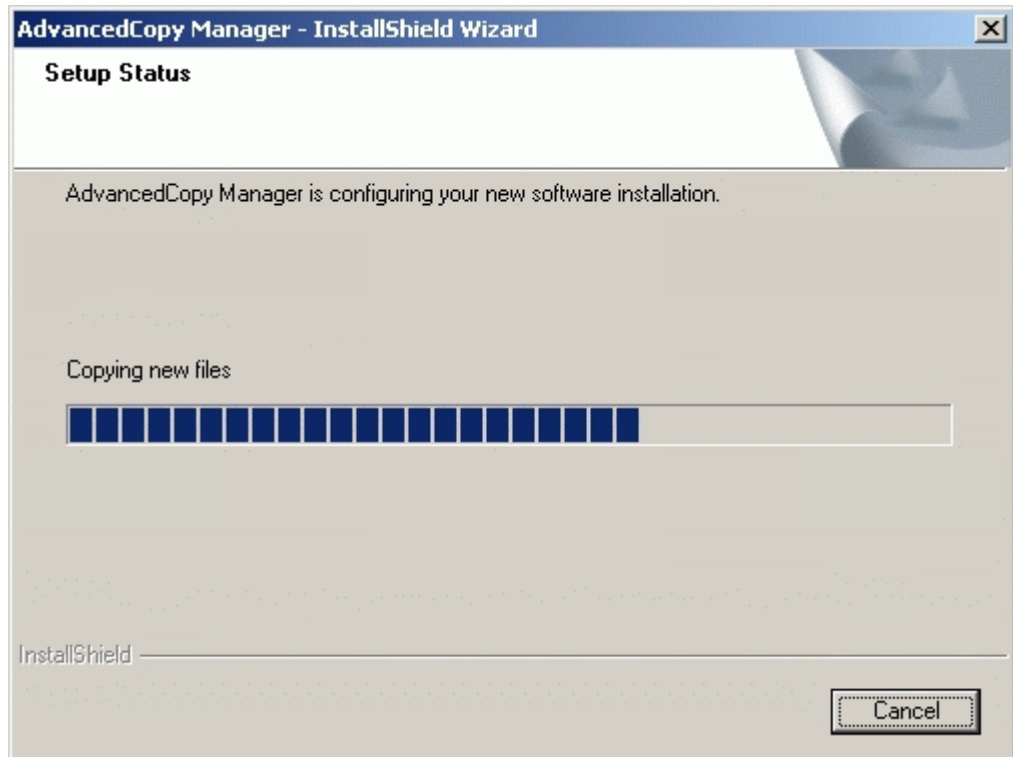 AdvancedCopy Manager - InstallShield Wizard
Setup Status
AdvancedCopy Manager is configuring your new software installation.
Copying new files
InstallShield
Cancel